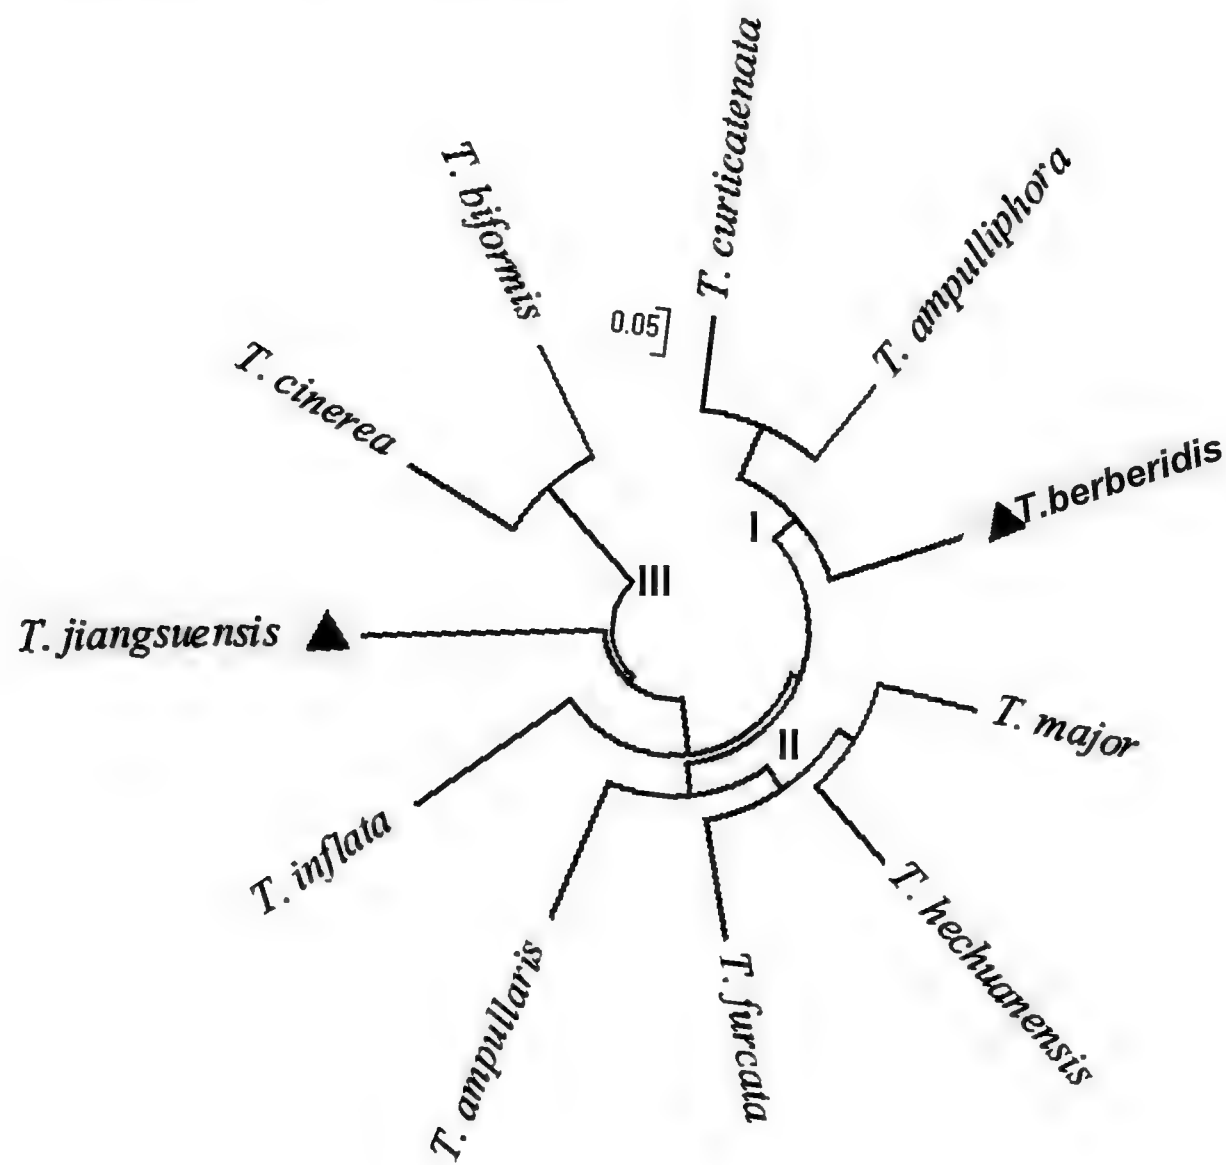 T. curticatenata
T. ampulliphora
T. biformis
0.05
T. cinerea
T.berberidis
I
III
T. jiangsuensis
T. major
II
T. inflata
T. hechuanensis
T. ampullaris
T. furcata